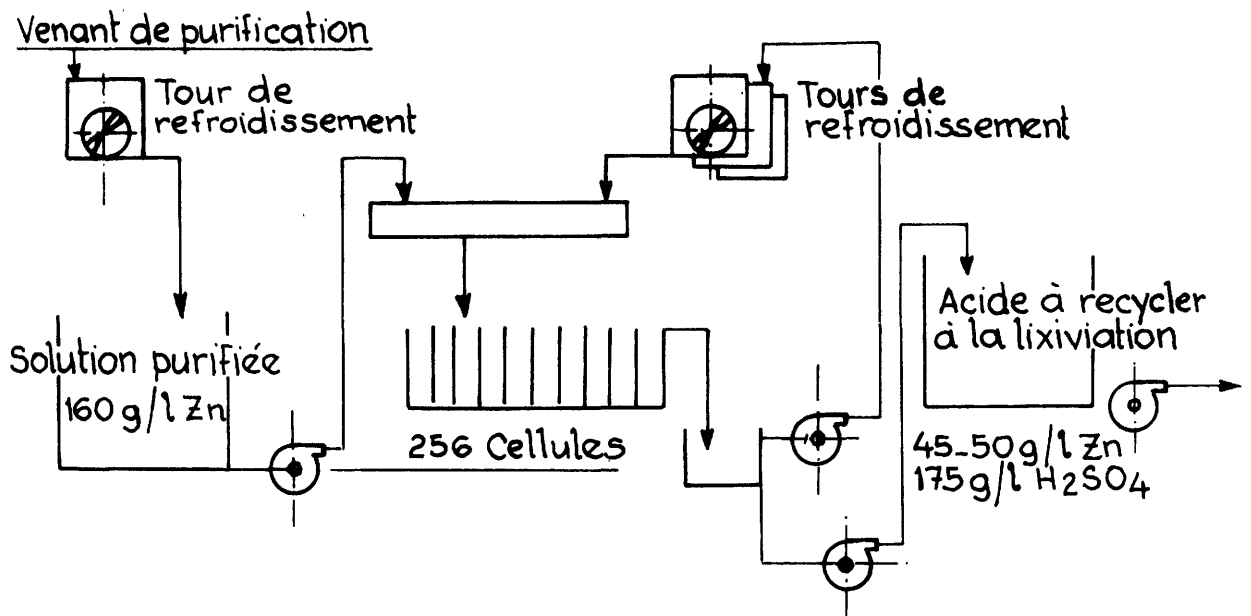 Venant de purification
Tour de
refroidissement
Tours de
refroidissement
Solution purifiée
160 g/l Zn
256 Cellules
Acide à recycler
à la lixiviation
45-50 g/l Zn
175 g/l H₂SO₄